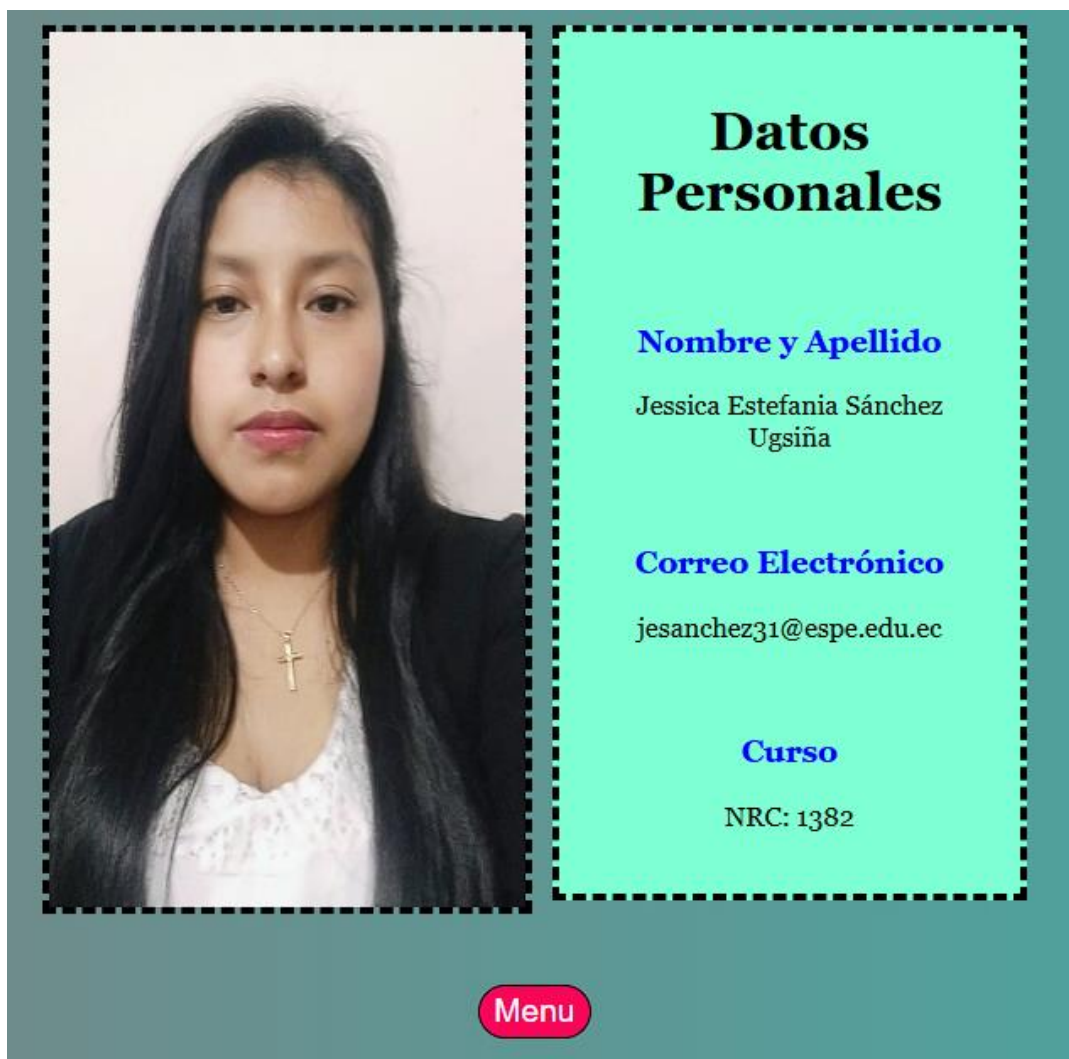 Datos
Personales
Nombre y Apellido
Jessica Estefania Sánchez
Ugsiña
Correo Electrónico
jesanchez31@espe.edu.ec
Curso
NRC: 1382
Menu